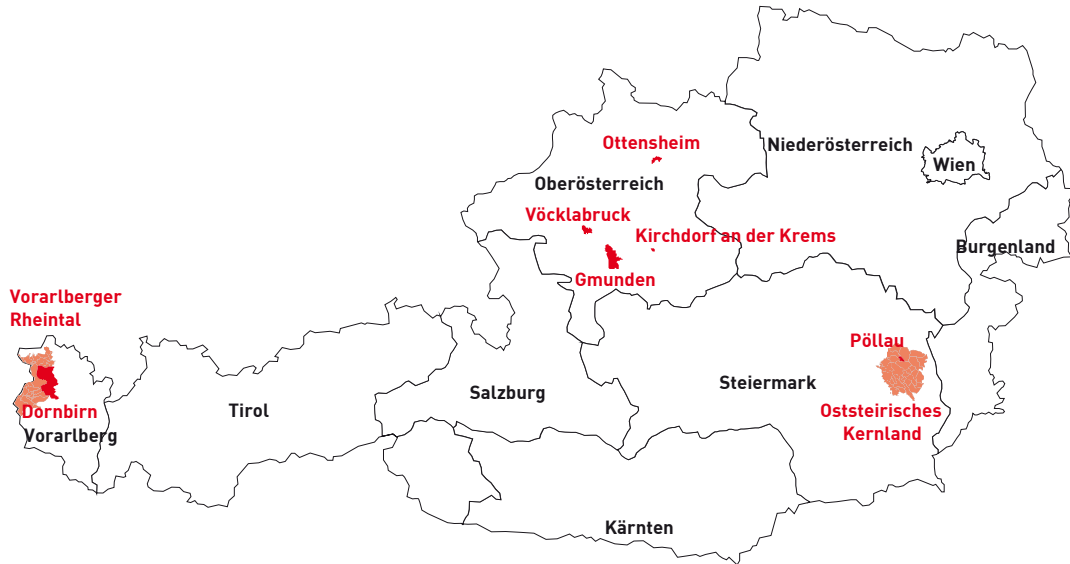 Ottensheim
Niederösterreich
Wien
Oberösterreich
Vöcklabruck
Kirchdorf an der Krems
Burgenland
Gmunden
Vorarlberger
Rheintal
Pöllau
Steiermark
Salzburg
Tirol
Dornbirn
Vorarlberg
Oststeirisches
Kernland
Kärnten